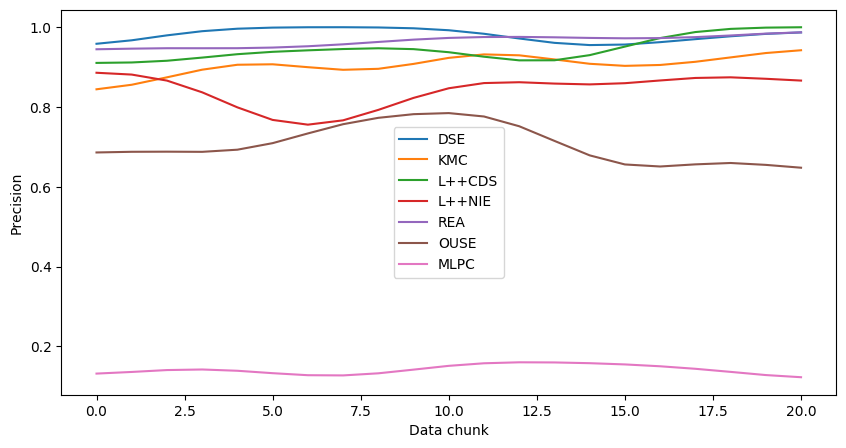 Precision
1.0
0.8
0.6
0.4
0.2
DSE
KMC
L++CDS
L++NIE
REA
OUSE
MLPC
0.0 2.5 5.0 7.5 10.0 12.5 15.0 17.5 20.0
Data chunk